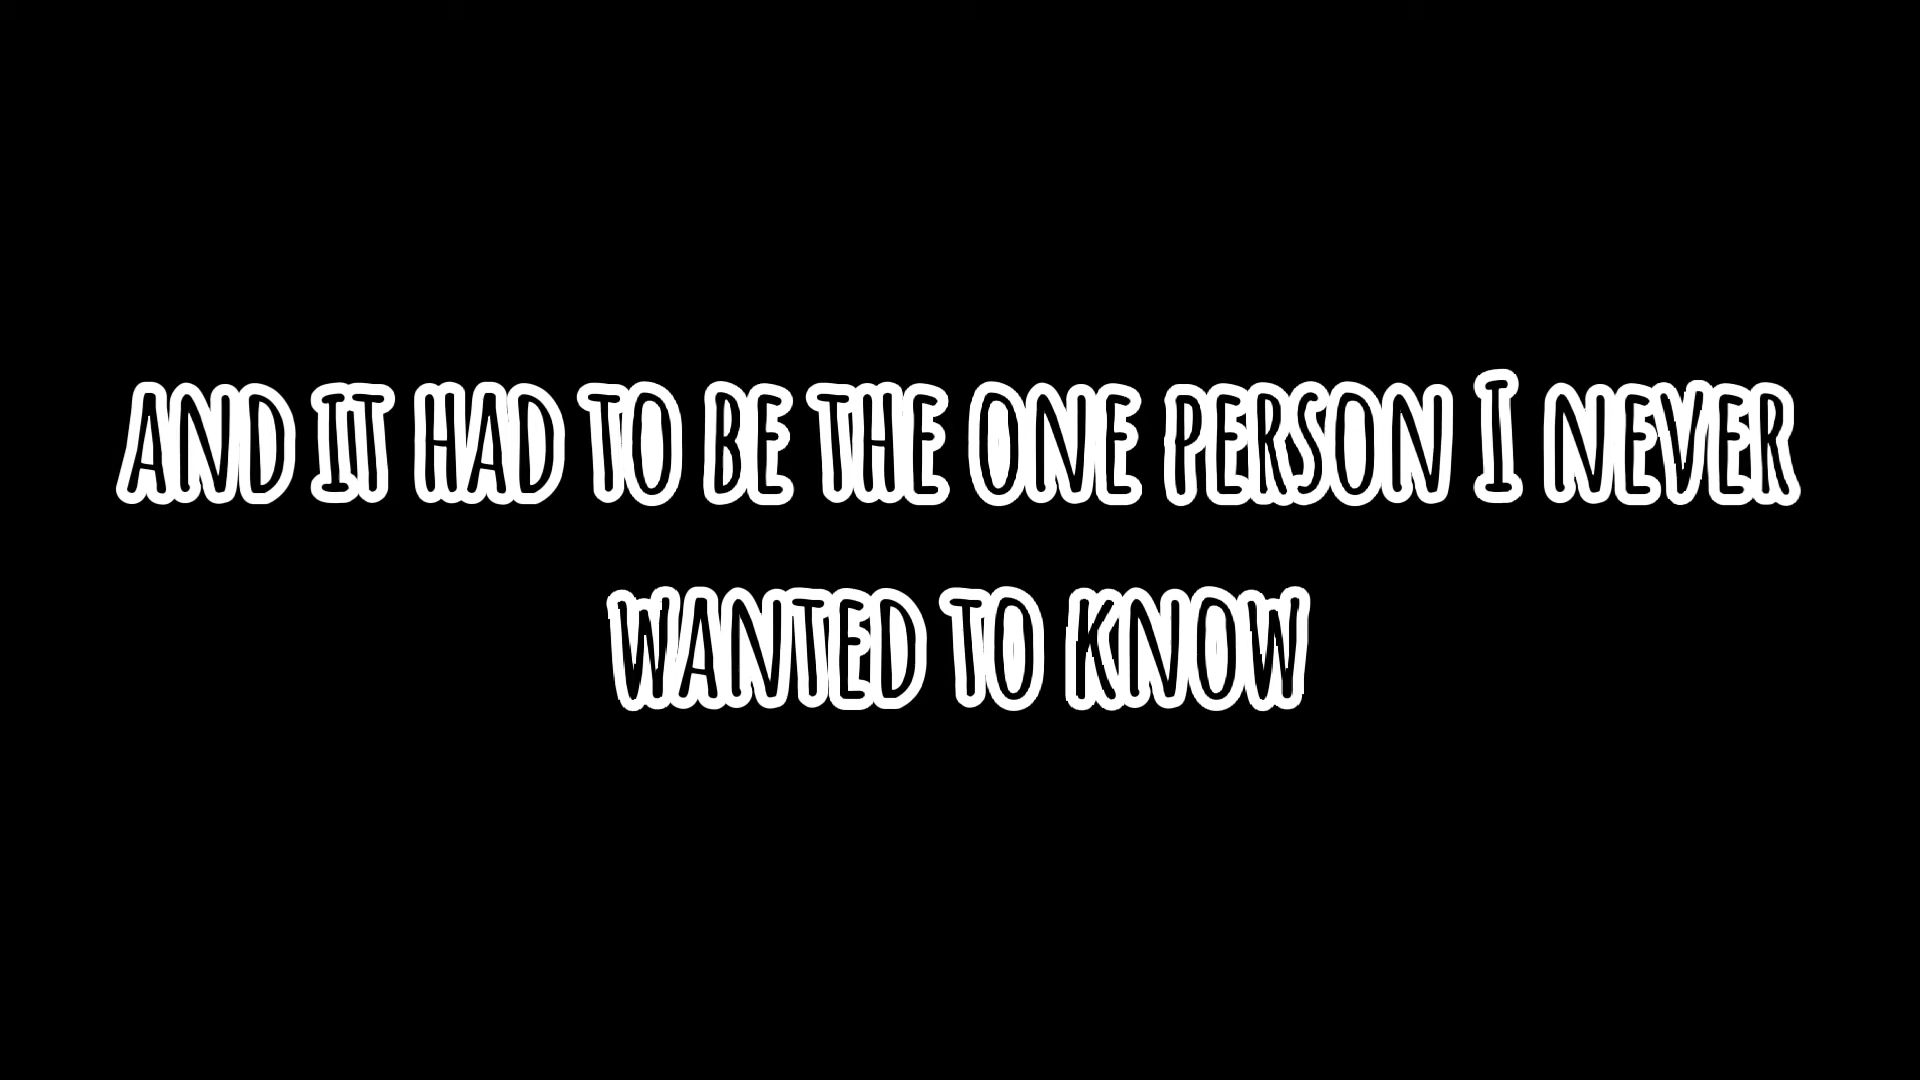 AND IT HAD TO BE THE ONE PERSON I NEVER
WANTED TO KNOW